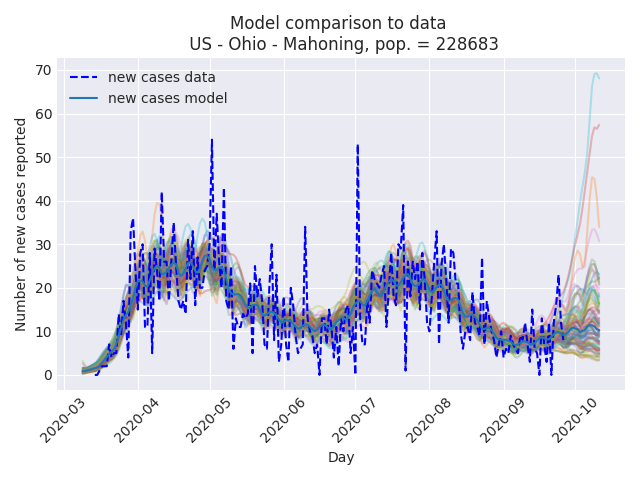 Model comparison to data
US - Ohio - Mahoning, pop. = 228683
new cases data
new cases model
Number of new cases reported
70
60
50
40
30
20
10
0
2020-03
2020-04
2020-05
2020-06
2020-07
2020-08
2020-09
2020-10
Day